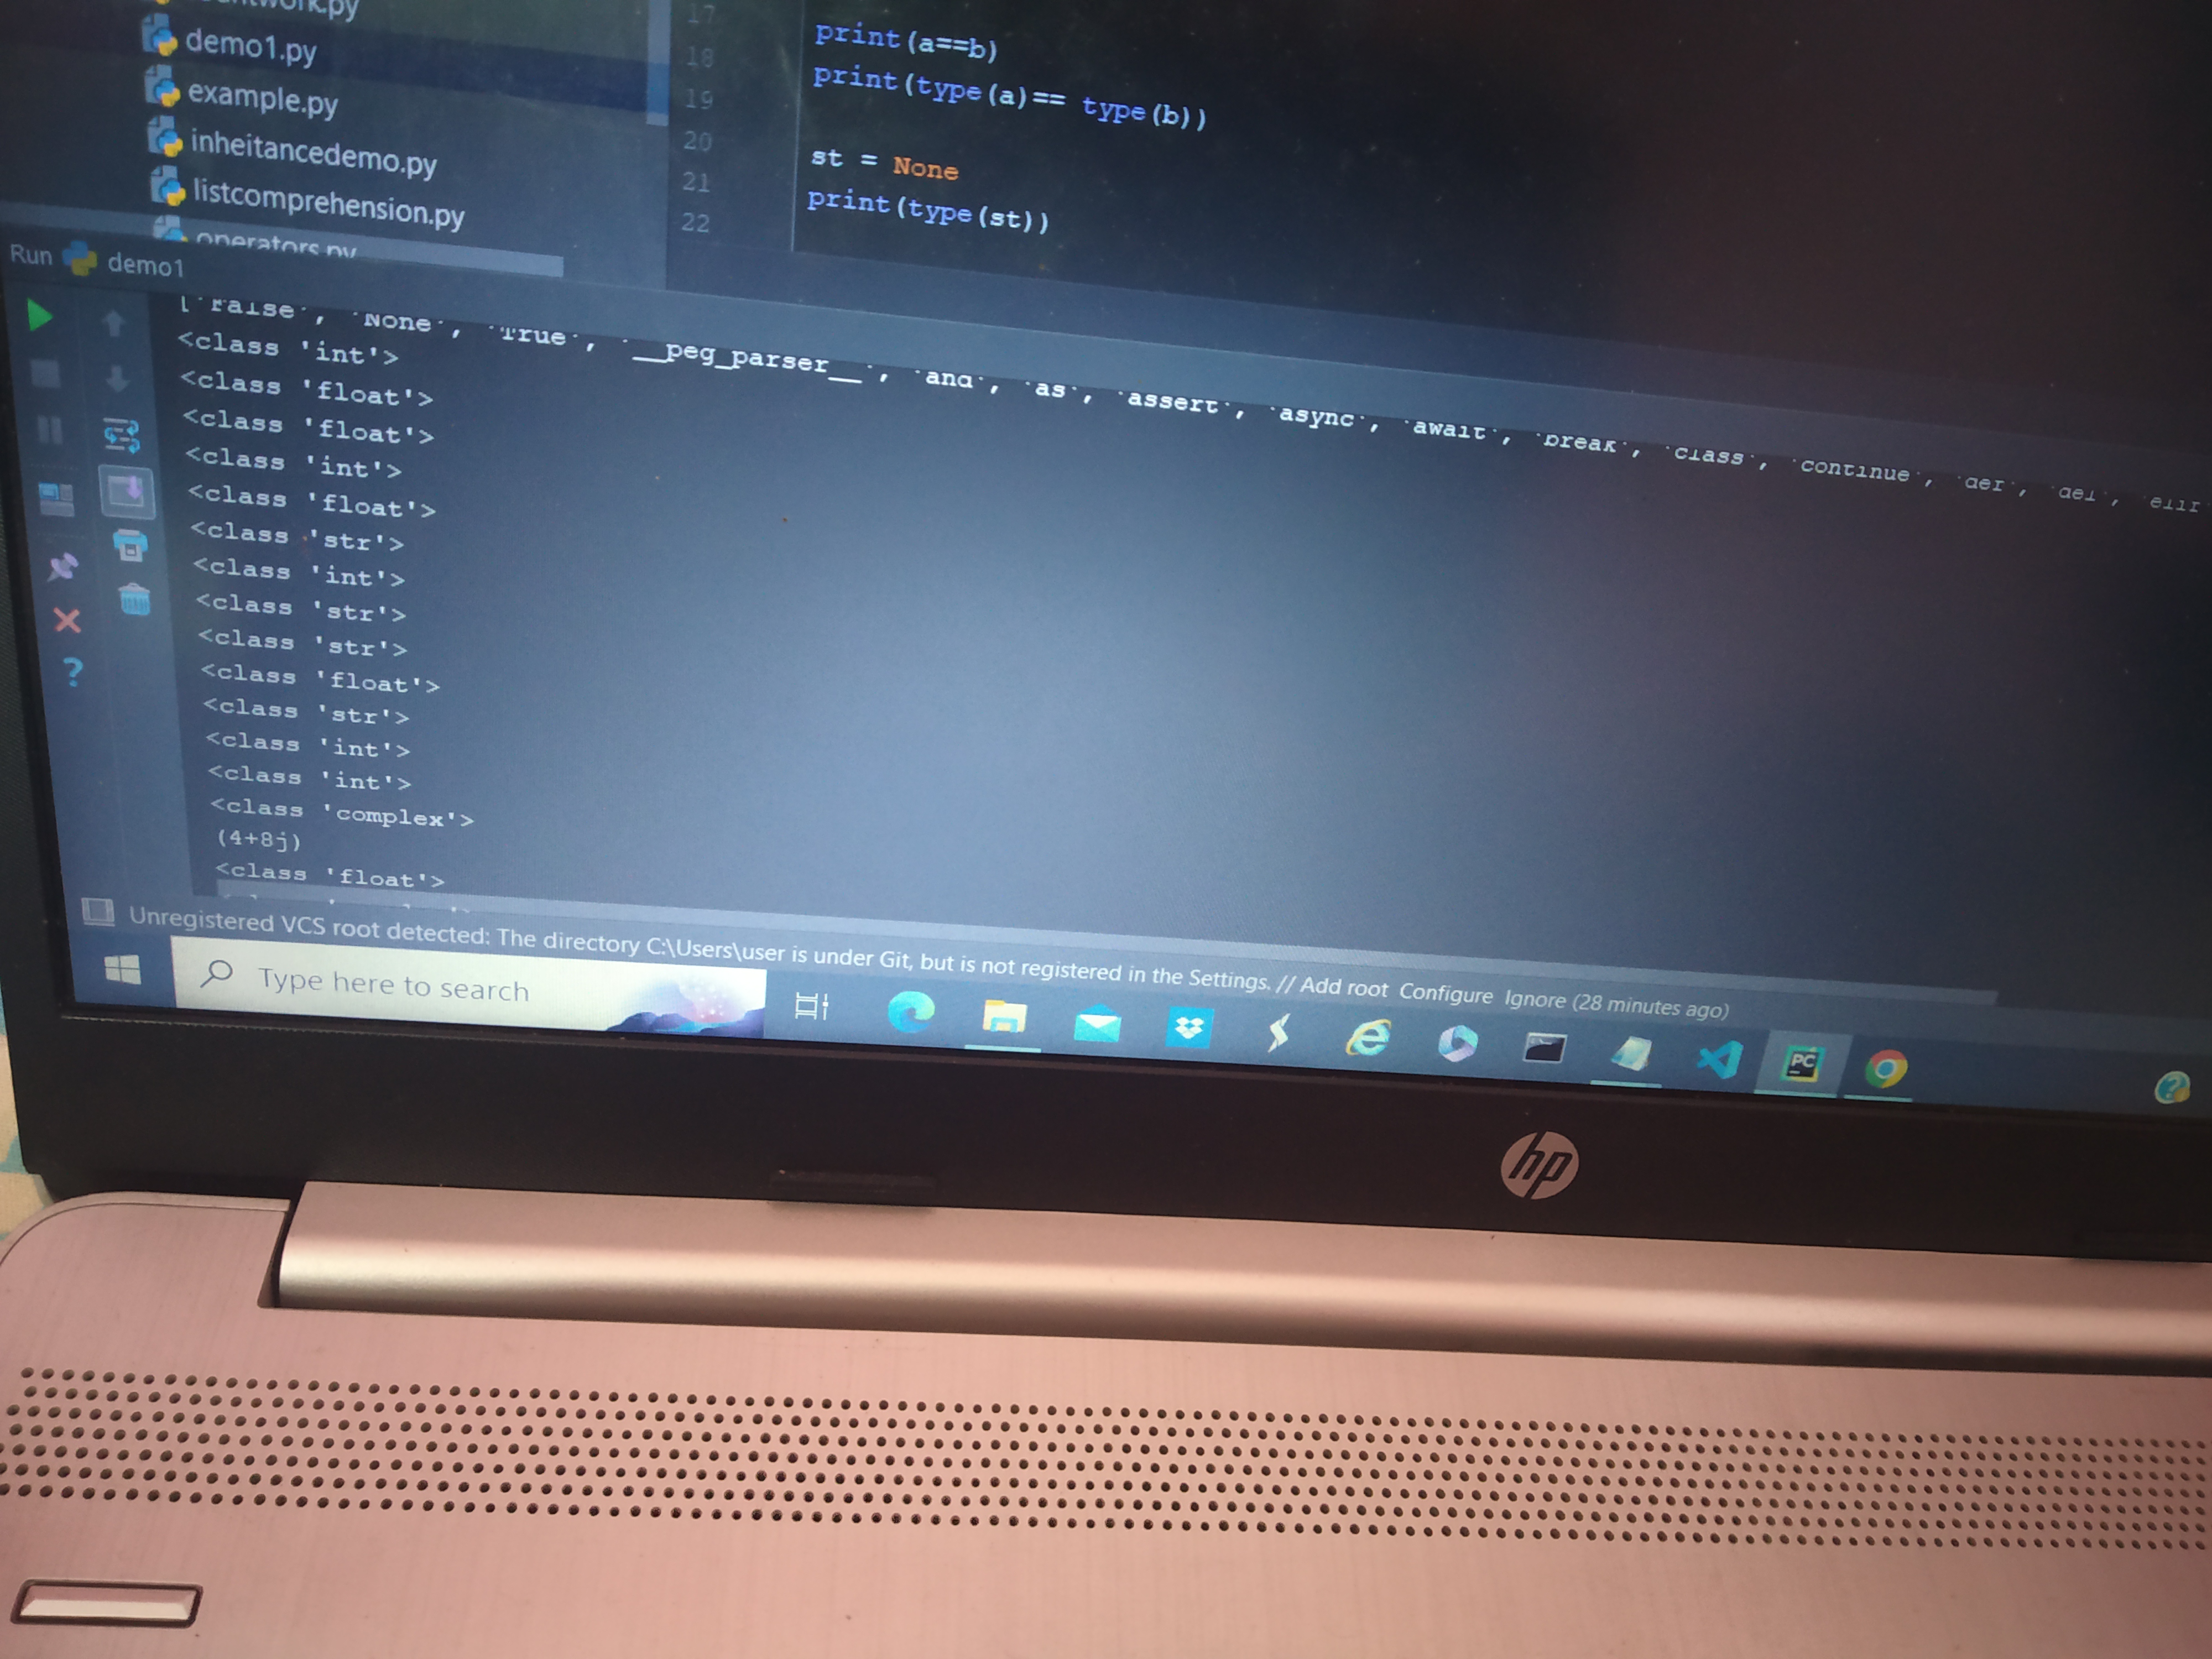 demo1.py
example.py
inheitancedemo.py
listcomprehension.py
operators.py
17
18
19
20
21
22
print(a==b)
print(type(a)== type(b))
st = None
print(type(st))
Run demo1
['False', 'None', 'True', '__peg_parser__', 'and', 'as', 'assert', 'async', 'await', 'break', 'class', 'continue', 'def', 'del', 'elif'
<class 'int'>
<class 'float'>
<class 'float'>
<class 'int'>
<class 'float'>
<class 'str'>
<class 'int'>
<class 'str'>
<class 'str'>
<class 'float'>
<class 'str'>
<class 'int'>
<class 'int'>
<class 'complex'>
(4+8j)
<class 'float'>
Unregistered VCS root detected: The directory C:\Users\user is under Git, but is not registered in the Settings. // Add root Configure Ignore (28 minutes ago)
Type here to search
PC
hp